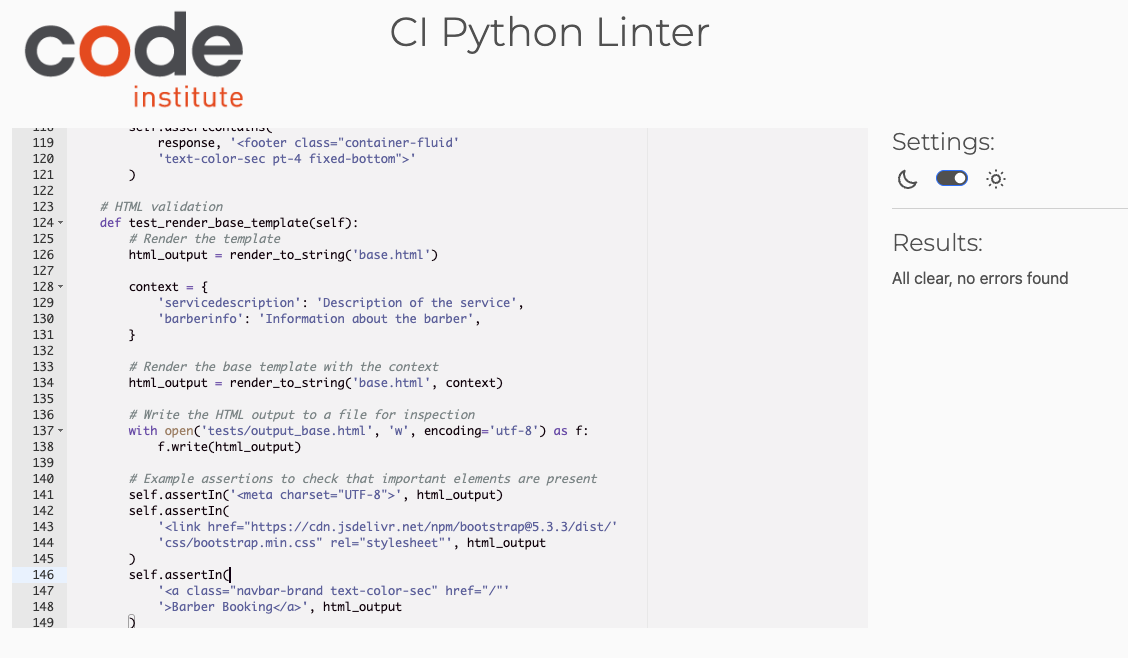 code
institute
CI Python Linter
118 self.assertContains(
119 response, '<footer class="container-fluid'
120 'text-color-sec pt-4 fixed-bottom">'
121 )
122
123 # HTML validation
124 def test_render_base_template(self):
125 # Render the template
126 html_output = render_to_string('base.html')
127
128 context = {
129 'servicedescription': 'Description of the service',
130 'barberinfo': 'Information about the barber',
131 }
132
133 # Render the base template with the context
134 html_output = render_to_string('base.html', context)
135
136 # Write the HTML output to a file for inspection
137 with open('tests/output_base.html', 'w', encoding='utf-8') as f:
138 f.write(html_output)
139
140 # Example assertions to check that important elements are present
141 self.assertIn('<meta charset="UTF-8">', html_output)
142 self.assertIn(
143 '<link href="https://cdn.jsdelivr.net/npm/bootstrap@5.3.3/dist/'
144 'css/bootstrap.min.css" rel="stylesheet"', html_output
145 )
146 self.assertIn(
147 '<a class="navbar-brand text-color-sec" href="/"'
148 '>Barber Booking</a>', html_output
149 )
Settings:
Results:
All clear, no errors found